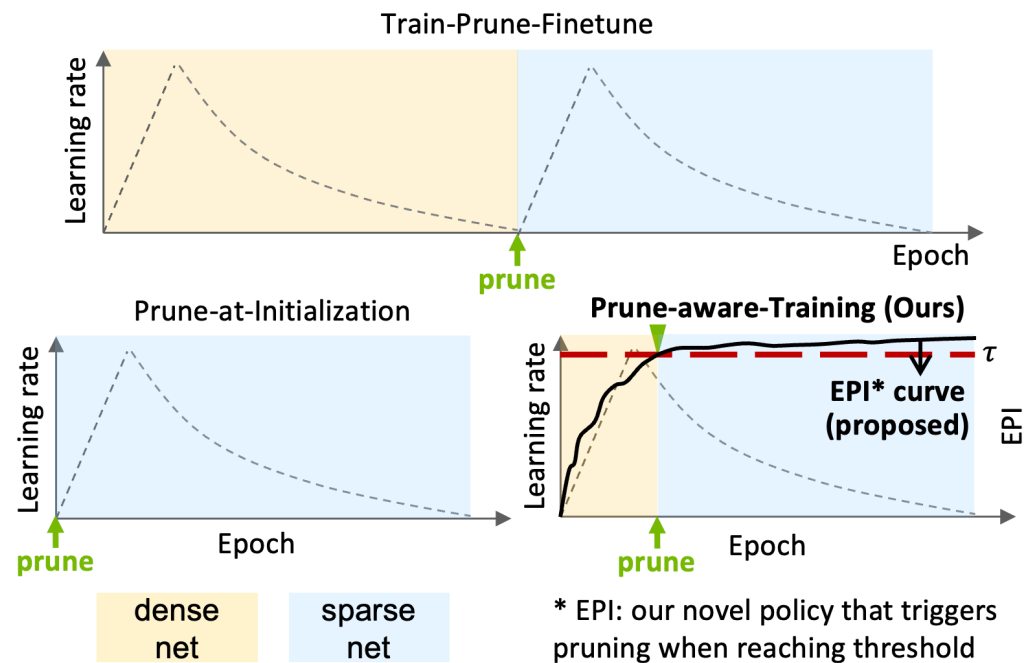 Train-Prune-Finetune
Learning rate
Epoch
prune
Prune-at-Initialization
Learning rate
Epoch
prune
Prune-aware-Training (Ours)
Learning rate
τ
EPI* curve
(proposed)
EPI
Epoch
prune
dense
net
sparse
net
* EPI: our novel policy that triggers
pruning when reaching threshold